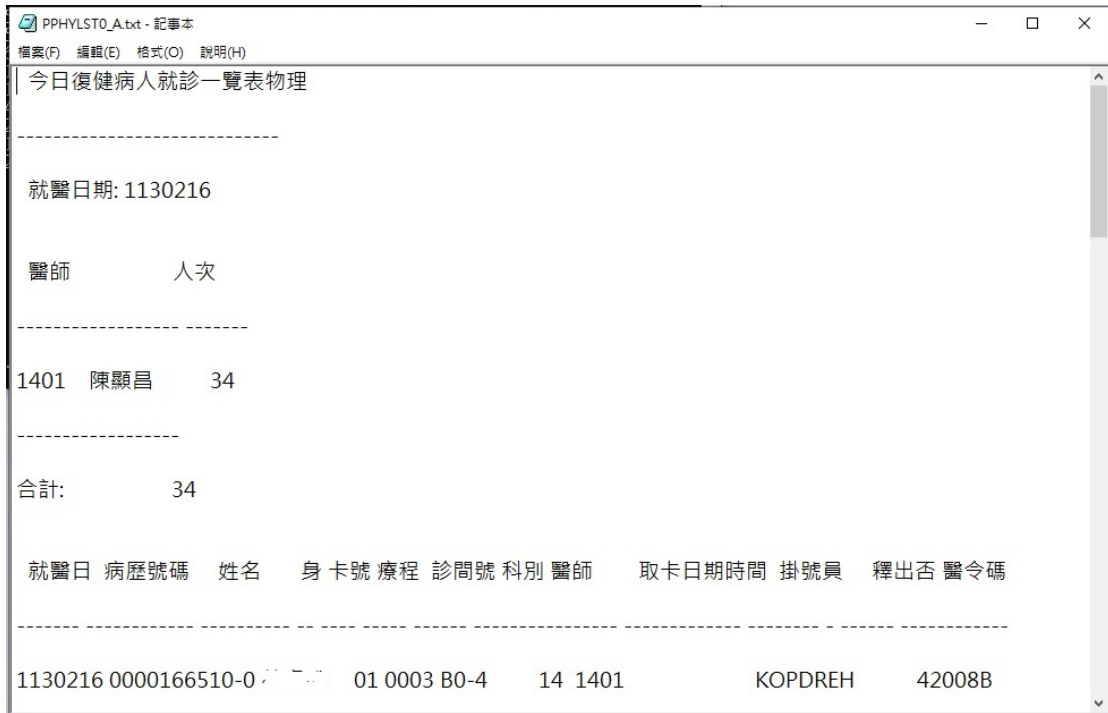 PPHYLST0_A.txt - 記事本
檔案(F) 編輯(E) 格式(O) 說明(H)
今日復健病人就診一覽表物理
-----------------------------
就醫日期: 1130216
醫師 人次
------------------ -------
1401 陳顯昌 34
------------------
合計: 34
就醫日 病歷號碼 姓名 身 卡號 療程 診間號 科別 醫師 取卡日期時間 掛號員 釋出否 醫令碼
------- ------------ ---------- -- ---- ----- ------ ---------------- ------------- -------- - ------ ------------
1130216 0000166510-0 01 0003 B0-4 14 1401 KOPDREH 42008B